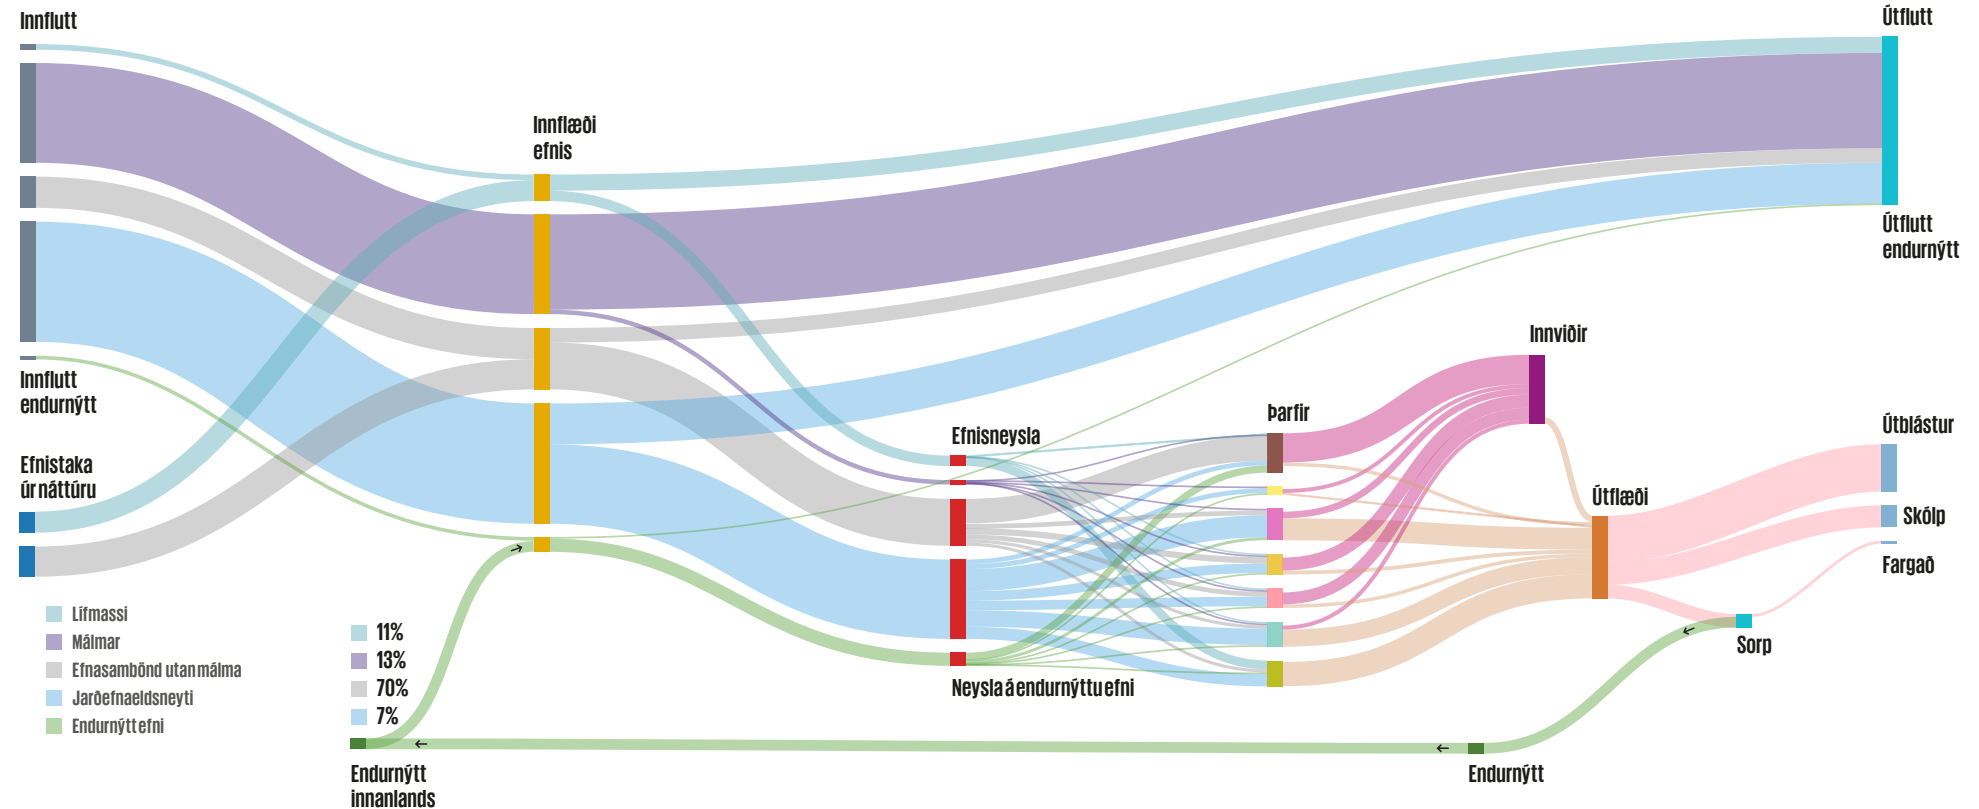 Innflutt
Útflutt
Innflæði
efnis
Útflutt
endurnýtt
Innviðir
Innflutt
endurnýtt
Þarfir
Efnisneysla
Útblástur
Efnistaka
úr náttúru
Útflæði
Skólp
Fargað
Lífmassi
Málmar
Efnasambönd utan málma
Jarðefnaeldsneyti
Endurnýtt efni
11%
13%
70%
7%
Sorp
Neysla á endurnýttu efni
Endurnýtt
innanlands
Endurnýtt